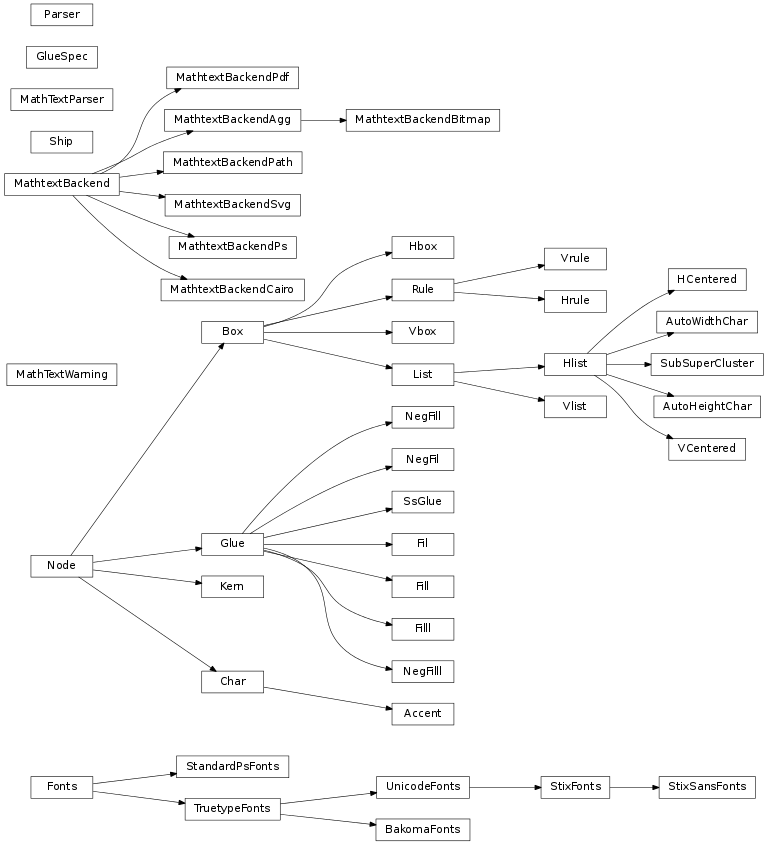 Parser
GlueSpec
MathtextBackendPdf
MathTextParser
MathtextBackendAgg
MathtextBackendBitmap
Ship
MathtextBackendPath
MathtextBackend
MathtextBackendSvg
MathtextBackendPs
Hbox
Vrule
HCentered
MathtextBackendCairo
Rule
Hrule
AutoWidthChar
Box
Vbox
Hlist
SubSuperCluster
MathTextWarning
List
Vlist
AutoHeightChar
NegFill
VCentered
NegFil
SsGlue
Glue
Fil
Node
Kern
Fill
Filll
NegFilll
Char
Accent
StandardPsFonts
Fonts
UnicodeFonts
StixFonts
StixSansFonts
TruetypeFonts
BakomaFonts